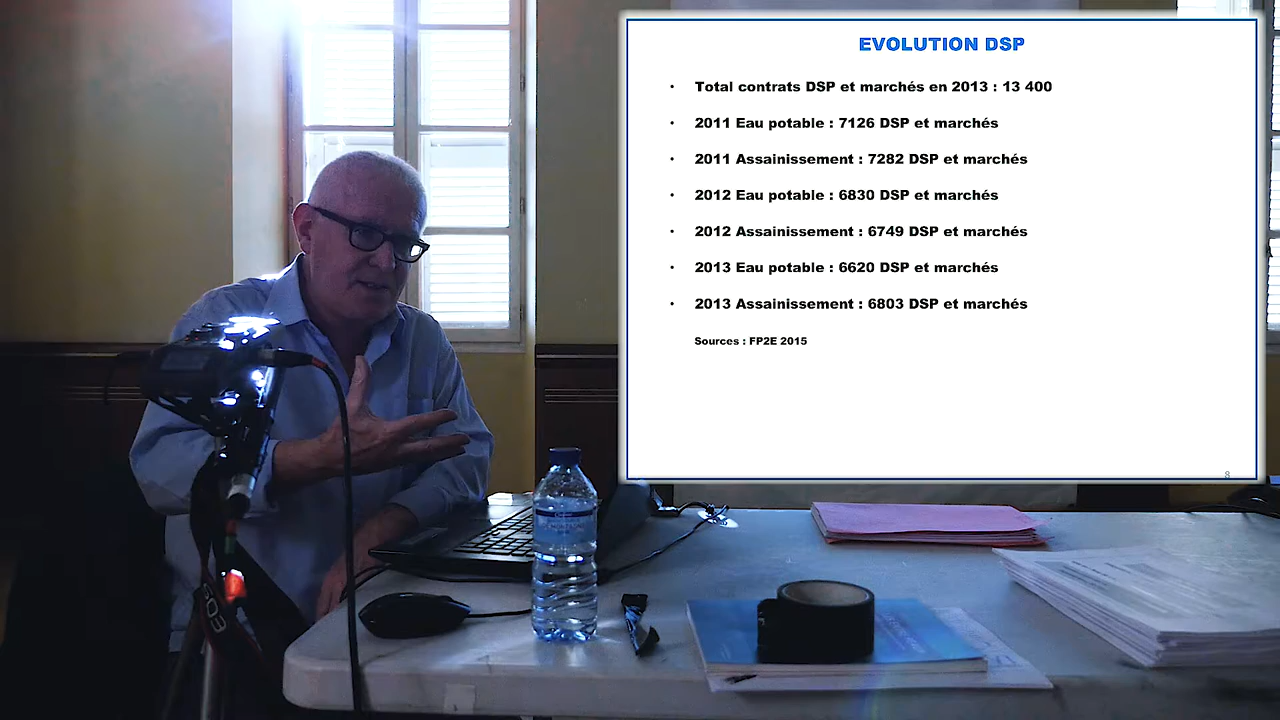 EVOLUTION DSP
• Total contrats DSP et marchés en 2013 : 13 400
• 2011 Eau potable : 7126 DSP et marchés
• 2011 Assainissement : 7282 DSP et marchés
• 2012 Eau potable : 6830 DSP et marchés
• 2012 Assainissement : 6749 DSP et marchés
• 2013 Eau potable : 6620 DSP et marchés
• 2013 Assainissement : 6803 DSP et marchés
Sources : FP2E 2015
8
EOS